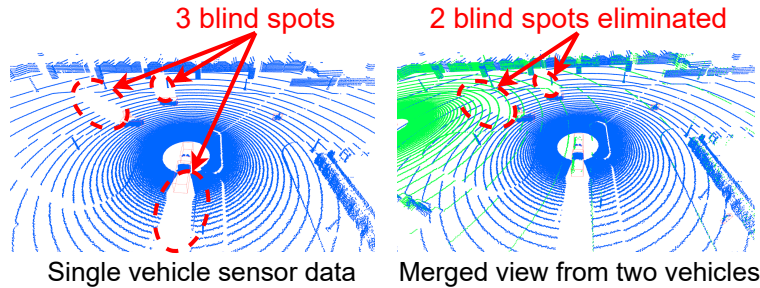 3 blind spots
2 blind spots eliminated
Single vehicle sensor data
Merged view from two vehicles